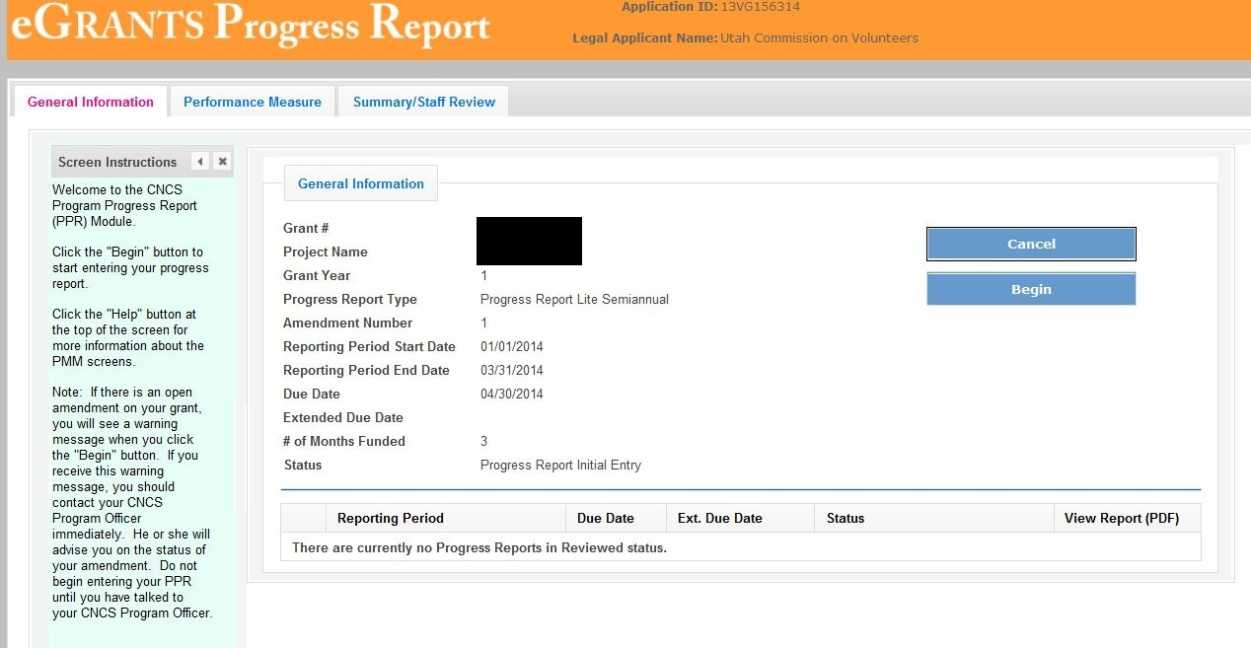 eGRANTS Progress Report
Application ID: 13VG156314
Legal Applicant Name: Utah Commission on Volunteers
General Information
Performance Measure
Summary/Staff Review
Screen Instructions
Welcome to the CNCS
Program Progress Report
(PPR) Module.
Click the "Begin" button to
start entering your progress
report.
Click the "Help" button at
the top of the screen for
more information about the
PMM screens.
Note: If there is an open
amendment on your grant,
you will see a warning
message when you click
the "Begin" button. If you
receive this warning
message, you should
contact your CNCS
Program Officer
immediately. He or she will
advise you on the status of
your amendment. Do not
begin entering your PPR
until you have talked to
your CNCS Program Officer.
General Information
Grant #
Project Name
Grant Year 1
Progress Report Type Progress Report Lite Semiannual
Amendment Number 1
Reporting Period Start Date 01/01/2014
Reporting Period End Date 03/31/2014
Due Date 04/30/2014
Extended Due Date
# of Months Funded 3
Status Progress Report Initial Entry
Cancel
Begin
Reporting Period Due Date Ext. Due Date Status View Report (PDF)
There are currently no Progress Reports in Reviewed status.